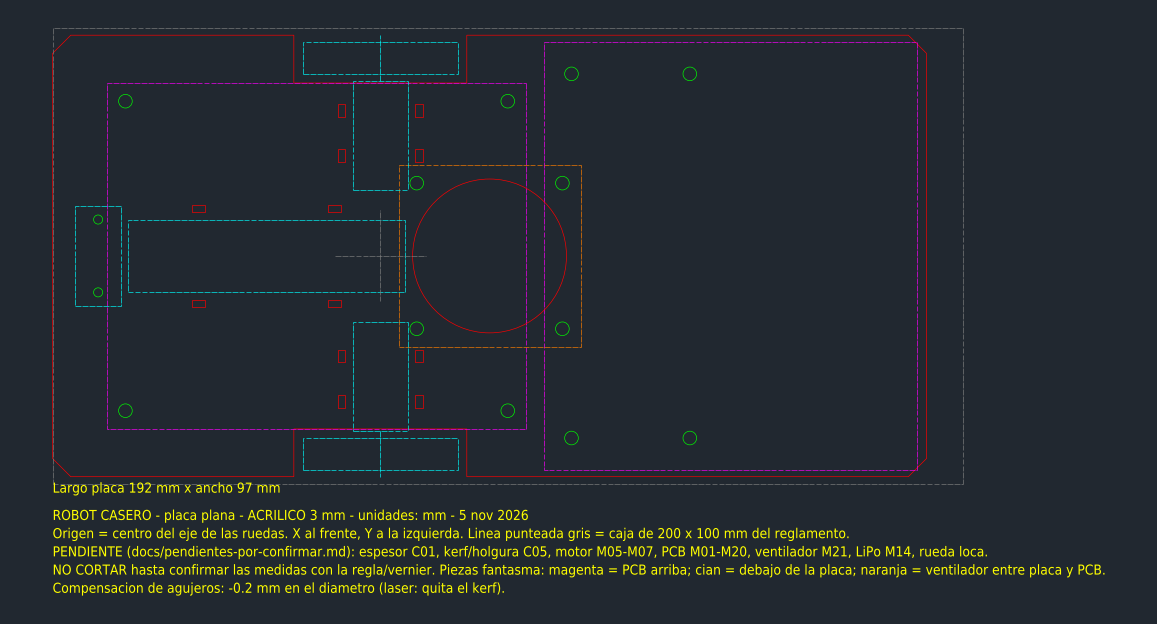 Largo placa 192 mm x ancho 97 mm
ROBOT CASERO - placa plana - ACRILICO 3 mm - unidades: mm - 5 nov 2026
Origen = centro del eje de las ruedas. X al frente, Y a la izquierda. Linea punteada gris = caja de 200 x 100 mm del reglamento.
PENDIENTE (docs/pendientes-por-confirmar.md): espesor C01, kerf/holgura C05, motor M05-M07, PCB M01-M20, ventilador M21, LiPo M14, rueda loca.
NO CORTAR hasta confirmar las medidas con la regla/vernier. Piezas fantasma: magenta = PCB arriba; cian = debajo de la placa; naranja = ventilador entre placa y PCB.
Compensacion de agujeros: -0.2 mm en el diametro (laser: quita el kerf).